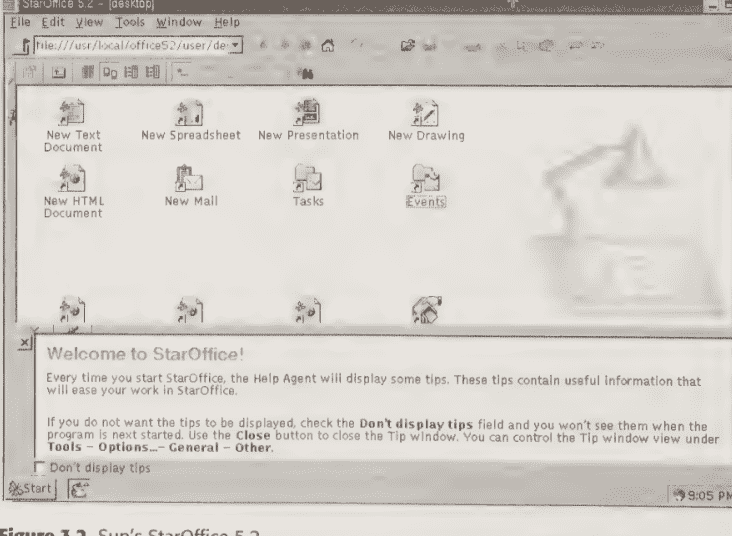 StarOffice 5.2 - [desktop]
File Edit View Tools Window Help
file:///usr/local/office52/user/de
New Text New Spreadsheet New Presentation New Drawing
Document
New HTML New Mail Tasks Events
Document
Welcome to StarOffice!
Every time you start StarOffice, the Help Agent will display some tips. These tips contain useful information that
will ease your work in StarOffice.
If you do not want the tips to be displayed, check the Don't display tips field and you won't see them when the
program is next started. Use the Close button to close the Tip window. You can control the Tip window view under
Tools – Options...– General – Other.
Don't display tips
Start 9:05 PM
Figure 3.2 Sun's StarOffice 5.2